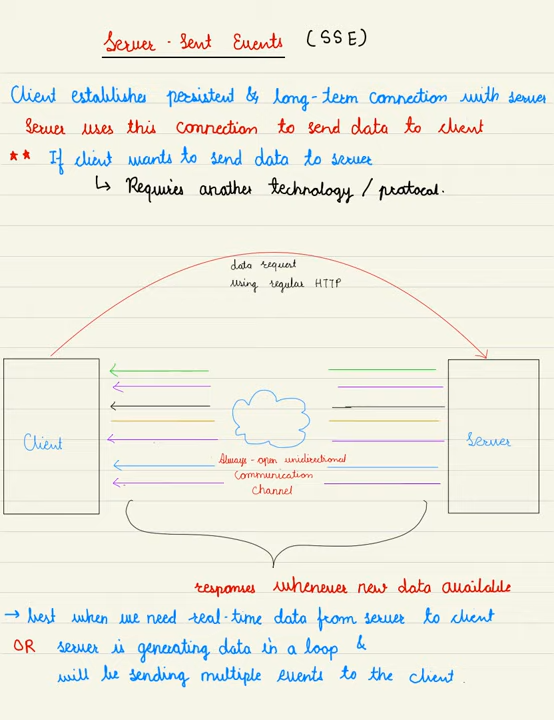 Server-Sent Events (SSE)
Client establishes persistent & long-term connection with server
Server uses this connection to send data to client
** If client wants to send data to server
↳ Requires another technology / protocol.
data request
using regular HTTP
Client
Server
Always-open unidirectional
Communication
Channel
responses whenever new data available
→ best when we need real-time data from server to client
OR server is generating data in a loop &
will be sending multiple events to the client.